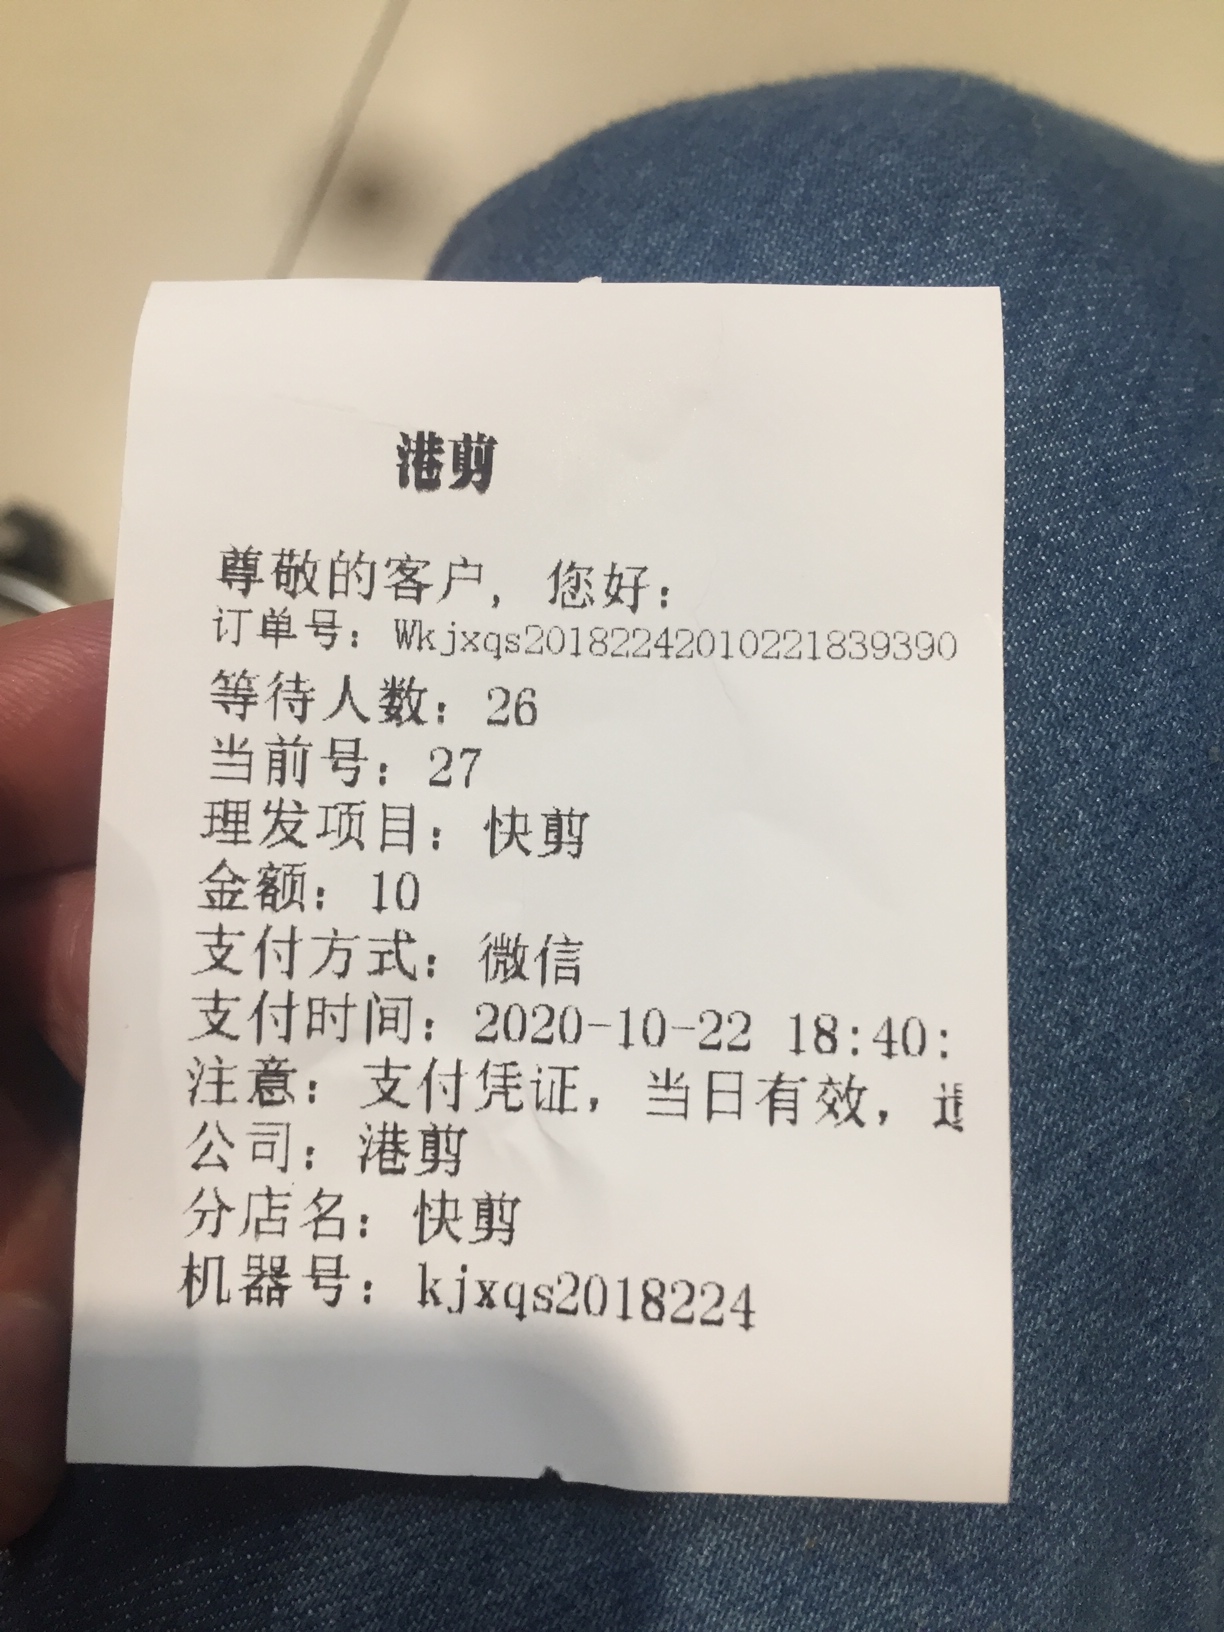 港剪
尊敬的客户, 您好:
订单号: Wkjxqs20182242010221839390
等待人数: 26
当前号: 27
理发项目: 快剪
金额: 10
支付方式: 微信
支付时间: 2020-10-22 18:40:
注意: 支付凭证, 当日有效,
公司: 港剪
分店名: 快剪
机器号: kjxqs2018224